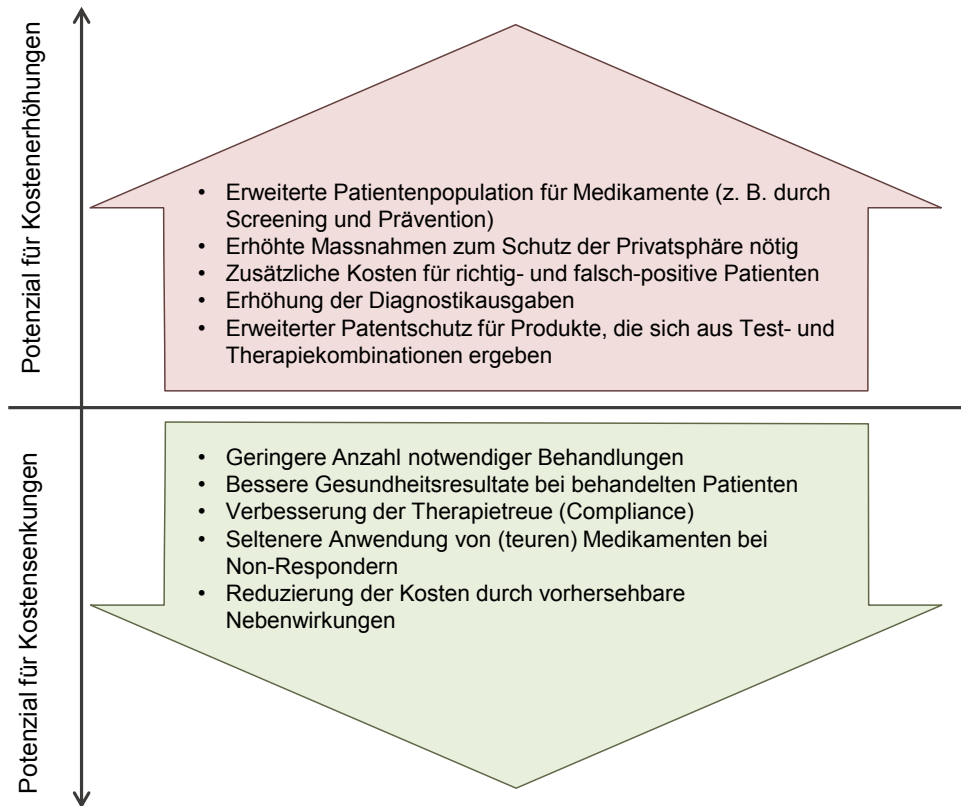 Potenzial für Kostenerhöhungen
• Erweiterte Patientenpopulation für Medikamente (z. B. durch
Screening und Prävention)
• Erhöhte Massnahmen zum Schutz der Privatsphäre nötig
• Zusätzliche Kosten für richtig- und falsch-positive Patienten
• Erhöhung der Diagnostikausgaben
• Erweiterter Patentschutz für Produkte, die sich aus Test- und
Therapiekombinationen ergeben
Potenzial für Kostensenkungen
• Geringere Anzahl notwendiger Behandlungen
• Bessere Gesundheitsresultate bei behandelten Patienten
• Verbesserung der Therapietreue (Compliance)
• Seltenere Anwendung von (teuren) Medikamenten bei
Non-Respondern
• Reduzierung der Kosten durch vorhersehbare
Nebenwirkungen